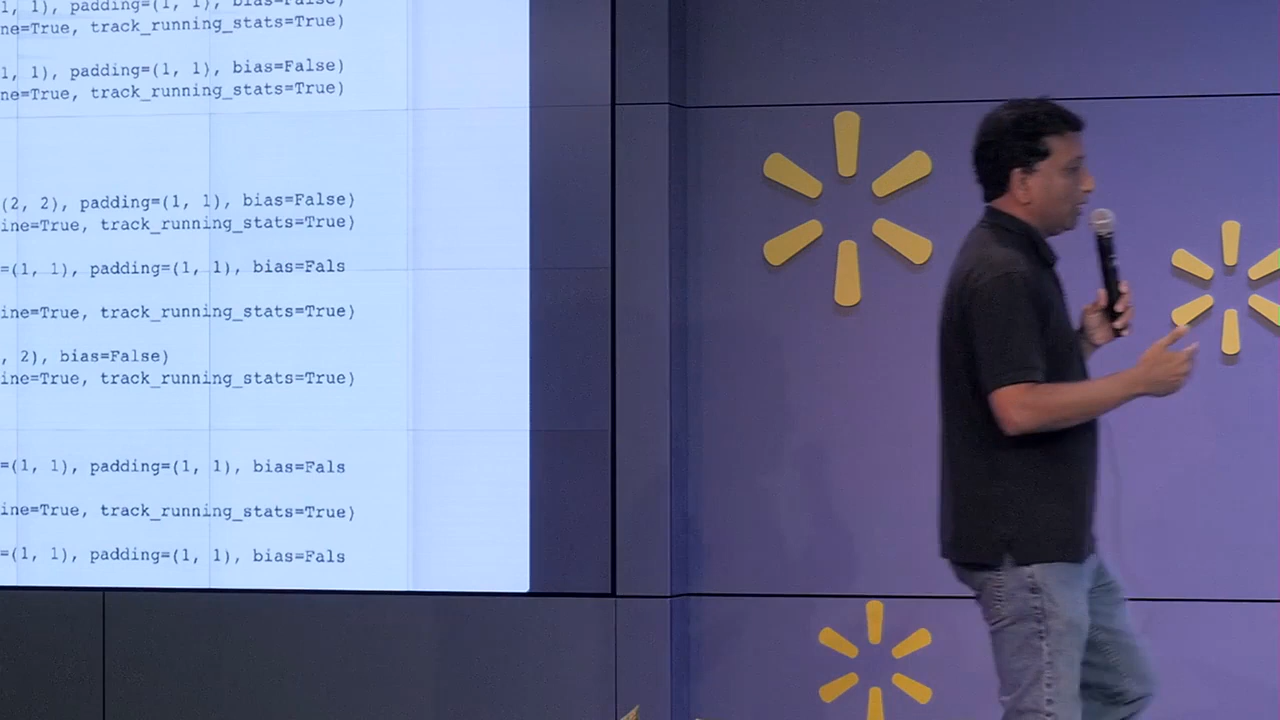 1, 1), padding=(1, 1), bias=False)
ne=True, track_running_stats=True)
1, 1), padding=(1, 1), bias=False)
ne=True, track_running_stats=True)
(2, 2), padding=(1, 1), bias=False)
ine=True, track_running_stats=True)
=(1, 1), padding=(1, 1), bias=Fals
ine=True, track_running_stats=True)
, 2), bias=False)
ine=True, track_running_stats=True)
=(1, 1), padding=(1, 1), bias=Fals
ine=True, track_running_stats=True)
=(1, 1), padding=(1, 1), bias=Fals